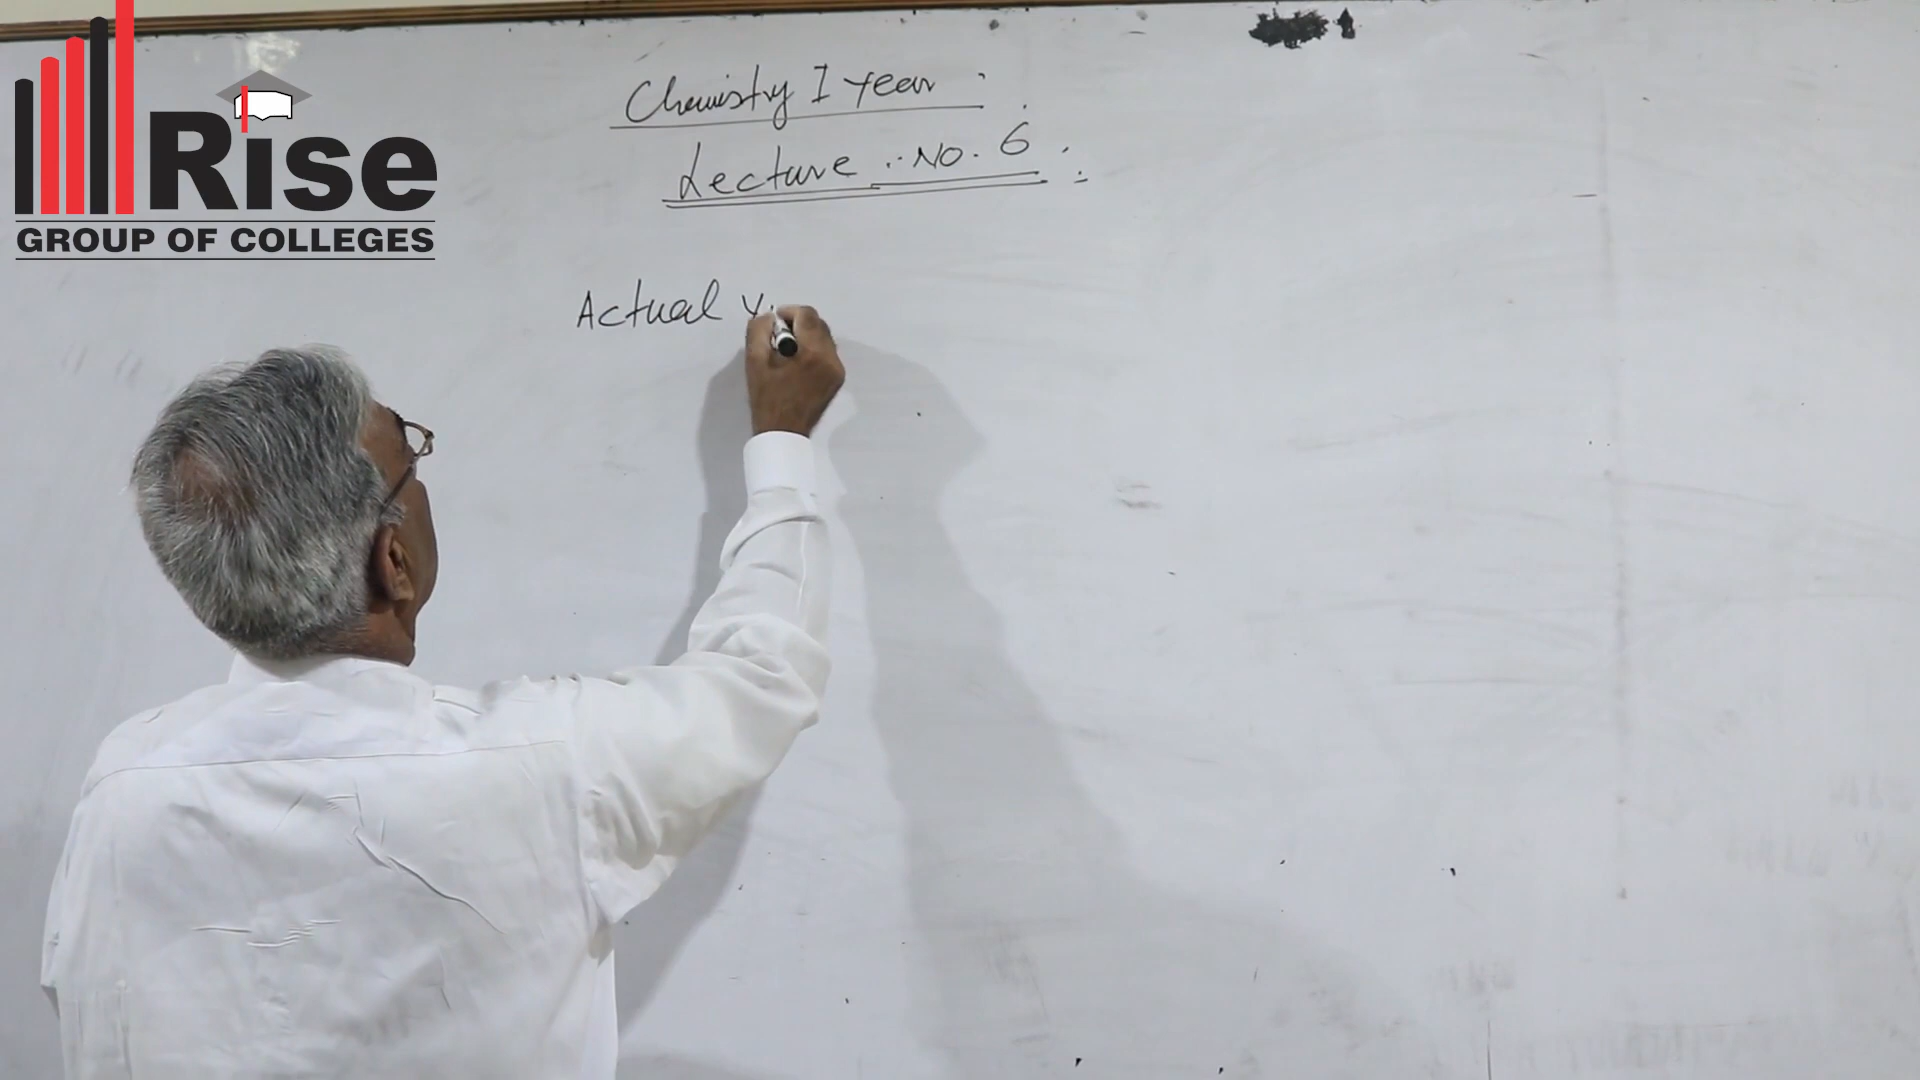 Rise
GROUP OF COLLEGES
Chemistry I year
Lecture No. 6
Actual